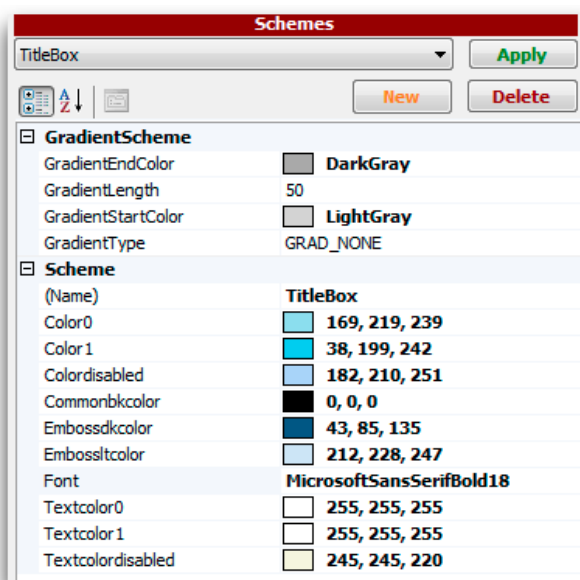 Schemes
TitleBox Apply
A Z New Delete
GradientScheme
GradientEndColor DarkGray
GradientLength 50
GradientStartColor LightGray
GradientType GRAD_NONE
Scheme
(Name) TitleBox
Color0 169, 219, 239
Color1 38, 199, 242
Colordisabled 182, 210, 251
Commonbkcolor 0, 0, 0
Embossdkcolor 43, 85, 135
Embossltcolor 212, 228, 247
Font MicrosoftSansSerifBold18
Textcolor0 255, 255, 255
Textcolor1 255, 255, 255
Textcolordisabled 245, 245, 220